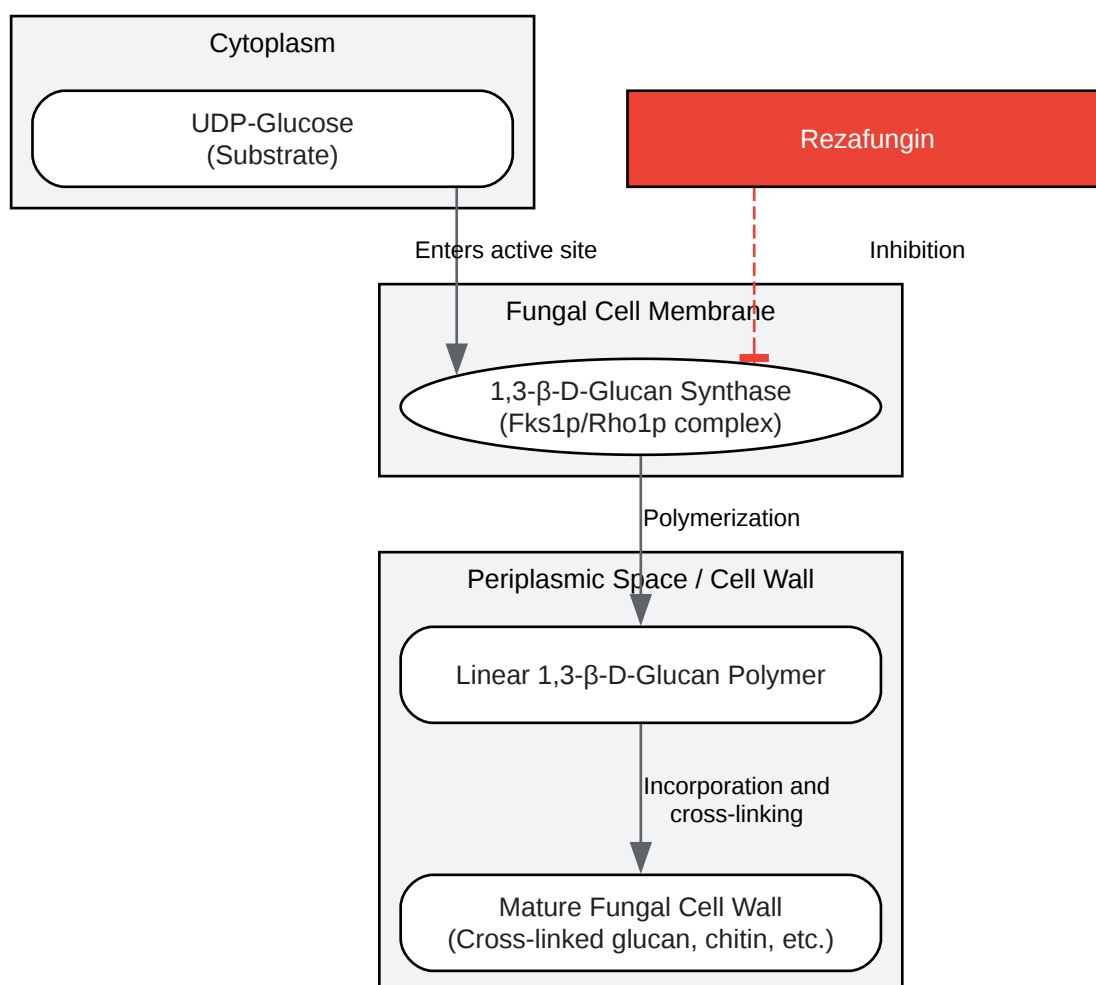 Cytoplasm
UDP-Glucose
(Substrate)
Rezafungin
Enters active site
Inhibition
Fungal Cell Membrane
1,3-β-D-Glucan Synthase
(Fks1p/Rho1p complex)
Polymerization
Periplasmic Space / Cell Wall
Linear 1,3-β-D-Glucan Polymer
Incorporation and
cross-linking
Mature Fungal Cell Wall
(Cross-linked glucan, chitin, etc.)